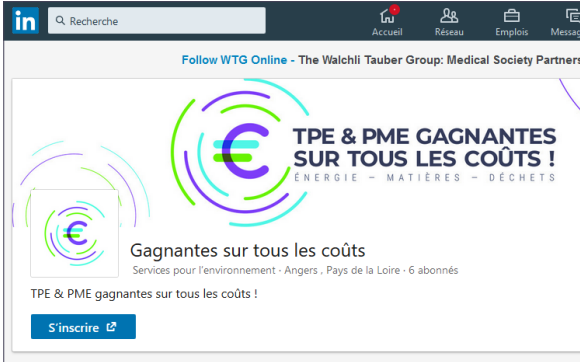 in
Recherche
Accueil
Réseau
Emplois
Follow WTG Online - The Walchli Tauber Group: Medical Society Partners
€
TPE & PME GAGNANTES
SUR TOUS LES COÛTS !
ÉNERGIE – MATIÈRES – DÉCHETS
€
Gagnantes sur tous les coûts
Services pour l'environnement · Angers , Pays de la Loire · 6 abonnés
TPE & PME gagnantes sur tous les coûts !
S'inscrire